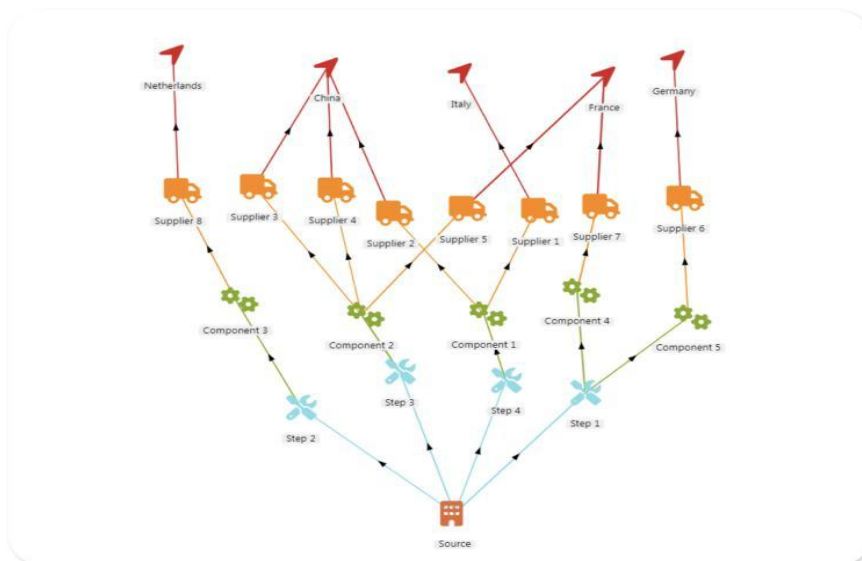 Netherlands
China
Italy
France
Germany
Supplier 8
Supplier 3
Supplier 4
Supplier 2
Supplier 5
Supplier 1
Supplier 7
Supplier 6
Component 3
Component 2
Component 1
Component 4
Component 5
Step 2
Step 3
Step 4
Step 1
Source